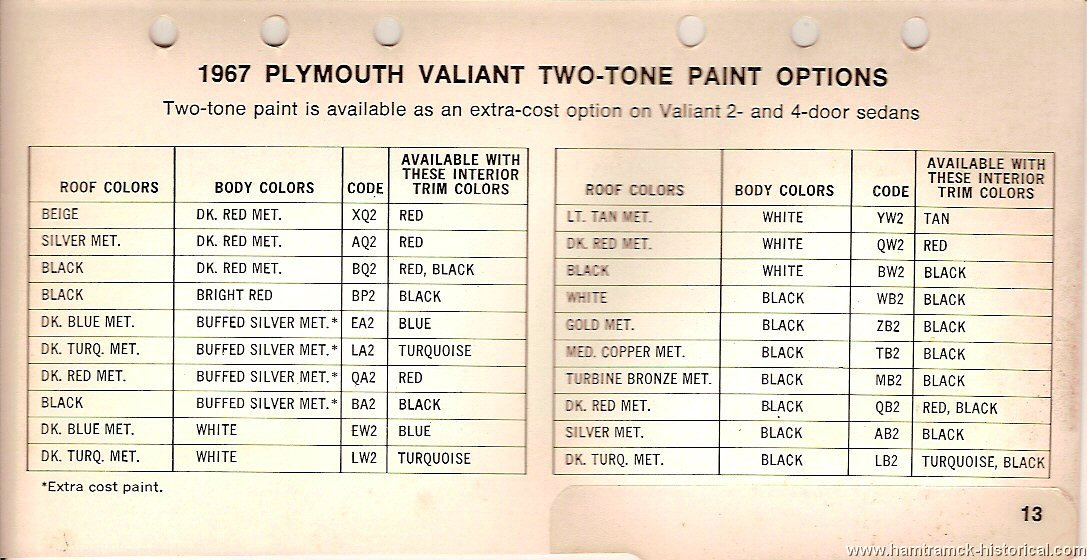 1967 PLYMOUTH VALIANT TWO-TONE PAINT OPTIONS
Two-tone paint is available as an extra-cost option on Valiant 2- and 4-door sedans
ROOF COLORS BODY COLORS CODE AVAILABLE WITH THESE INTERIOR TRIM COLORS
BEIGE DK. RED MET. XQ2 RED
SILVER MET. DK. RED MET. AQ2 RED
BLACK DK. RED MET. BQ2 RED, BLACK
BLACK BRIGHT RED BP2 BLACK
DK. BLUE MET. BUFFED SILVER MET.* EA2 BLUE
DK. TURQ. MET. BUFFED SILVER MET.* LA2 TURQUOISE
DK. RED MET. BUFFED SILVER MET.* QA2 RED
BLACK BUFFED SILVER MET.* BA2 BLACK
DK. BLUE MET. WHITE EW2 BLUE
DK. TURQ. MET. WHITE LW2 TURQUOISE
*Extra cost paint.
ROOF COLORS BODY COLORS CODE AVAILABLE WITH THESE INTERIOR TRIM COLORS
LT. TAN MET. WHITE YW2 TAN
DK. RED MET. WHITE QW2 RED
BLACK WHITE BW2 BLACK
WHITE BLACK WB2 BLACK
GOLD MET. BLACK ZB2 BLACK
MED. COPPER MET. BLACK TB2 BLACK
TURBINE BRONZE MET. BLACK MB2 BLACK
DK. RED MET. BLACK QB2 RED, BLACK
SILVER MET. BLACK AB2 BLACK
DK. TURQ. MET. BLACK LB2 TURQUOISE, BLACK
13
www.hamtramck-historical.com